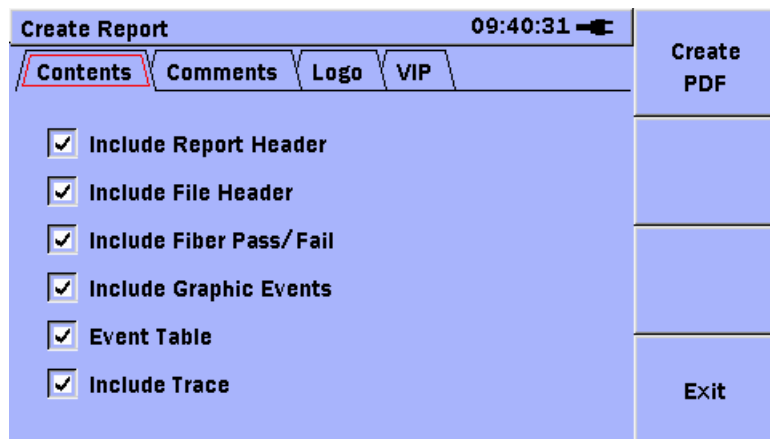 Create Report 09:40:31
Contents Comments Logo VIP
Include Report Header
Include File Header
Include Fiber Pass/Fail
Include Graphic Events
Event Table
Include Trace
Create
PDF
Exit